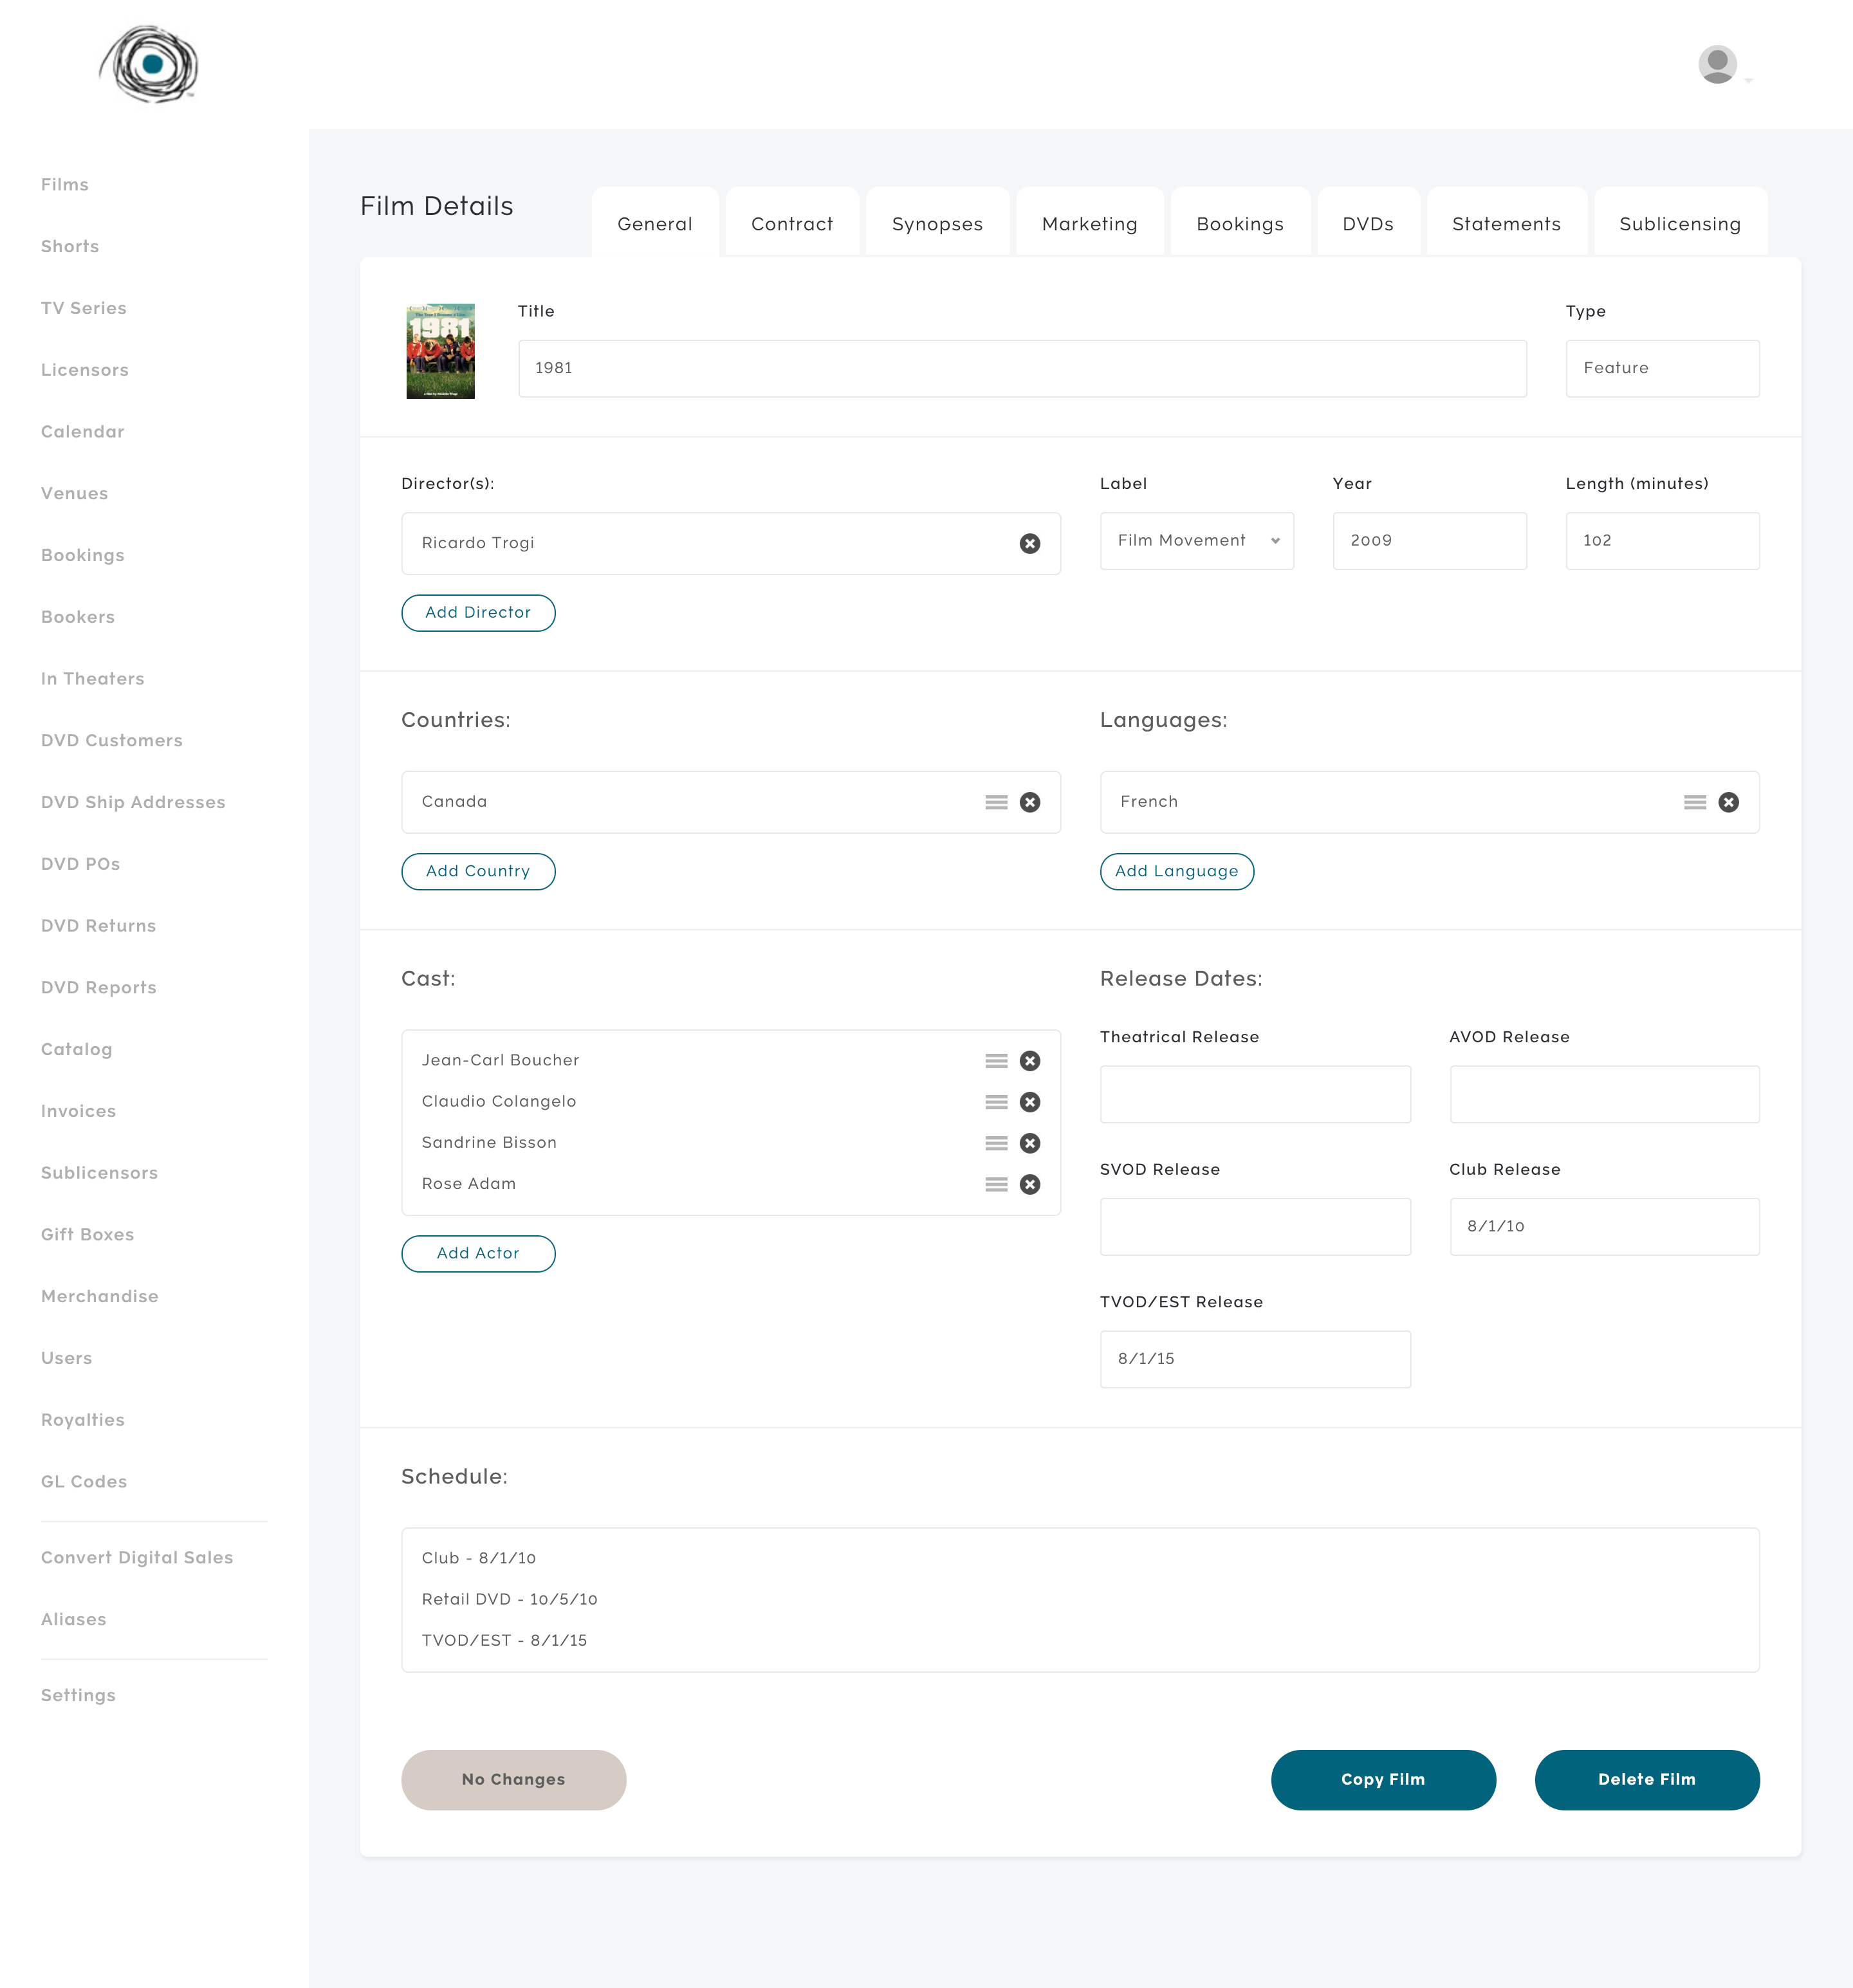 Films
Shorts
TV Series
Licensors
Calendar
Venues
Bookings
Bookers
In Theaters
DVD Customers
DVD Ship Addresses
DVD POs
DVD Returns
DVD Reports
Catalog
Invoices
Sublicensors
Gift Boxes
Merchandise
Users
Royalties
GL Codes
Convert Digital Sales
Aliases
Settings
Film Details
General Contract Synopses Marketing Bookings DVDs Statements Sublicensing
1981
Title Type
1981 Feature
Director(s): Label Year Length (minutes)
Ricardo Trogi Film Movement 2009 102
Add Director
Countries: Languages:
Canada French
Add Country Add Language
Cast:
Jean-Carl Boucher
Claudio Colangelo
Sandrine Bisson
Rose Adam
Add Actor
Release Dates:
Theatrical Release AVOD Release
SVOD Release Club Release
8/1/10
TVOD/EST Release
8/1/15
Schedule:
Club - 8/1/10
Retail DVD - 10/5/10
TVOD/EST - 8/1/15
No Changes Copy Film Delete Film